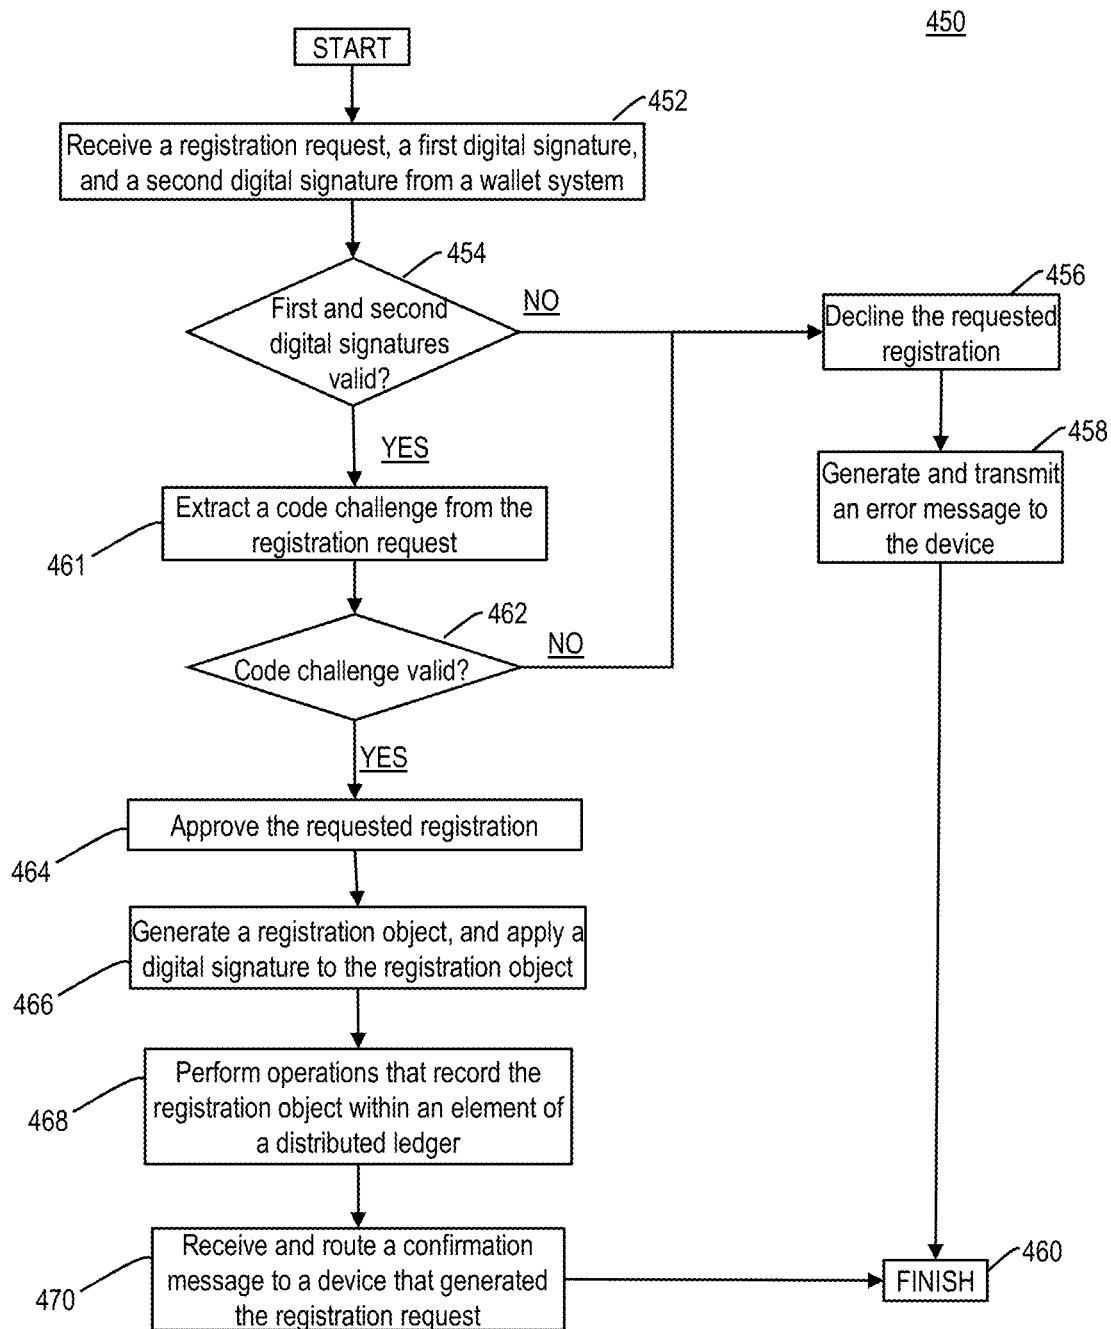 450
START
452
Receive a registration request, a first digital signature,
and a second digital signature from a wallet system
454
First and second
digital signatures
valid?
NO
456
Decline the requested
registration
YES
458
Generate and transmit
an error message to
the device
Extract a code challenge from the
registration request
461
462
Code challenge valid?
NO
YES
Approve the requested registration
464
Generate a registration object, and apply a
digital signature to the registration object
466
Perform operations that record the
registration object within an element of
a distributed ledger
468
Receive and route a confirmation
message to a device that generated
the registration request
470
460
FINISH